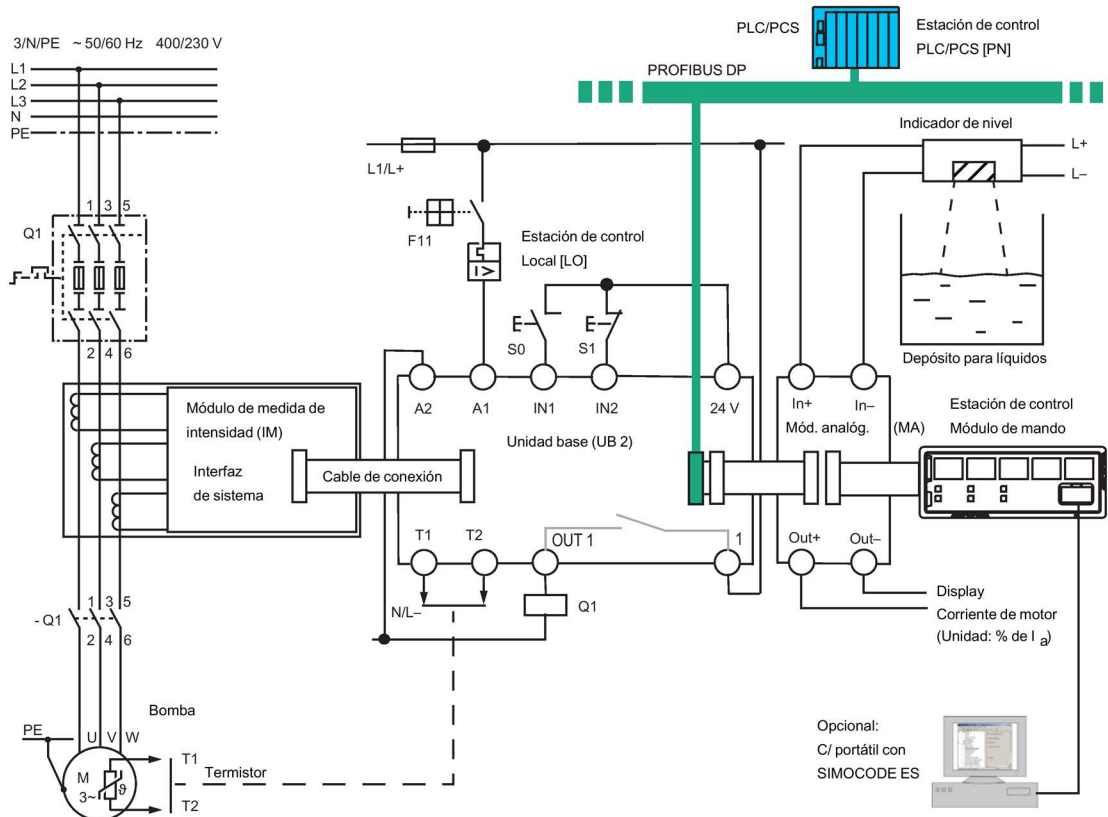 3/N/PE ~ 50/60 Hz 400/230 V
L1
L2
L3
N
PE
PLC/PCS
Estación de control
PLC/PCS [PN]
PROFIBUS DP
Indicador de nivel
L+
L–
L1/L+
F11
Estación de control
Local [LO]
I >
1 3 5
Q1
2 4 6
S0
S1
Depósito para líquidos
A2
A1
IN1
IN2
24 V
In+
In–
Mód. analóg. (MA)
Unidad base (UB 2)
Estación de control
Módulo de mando
Módulo de medida de
intensidad (IM)
Interfaz
de sistema
Cable de conexión
T1
T2
OUT 1
1
Out+
Out–
N/L–
Q1
Display
Corriente de motor
(Unidad: % de I a)
1 3 5
- Q1
2 4 6
Bomba
PE
U V W
M
3~
ϑ
T1
T2
Termistor
Opcional:
C/ portátil con
SIMOCODE ES